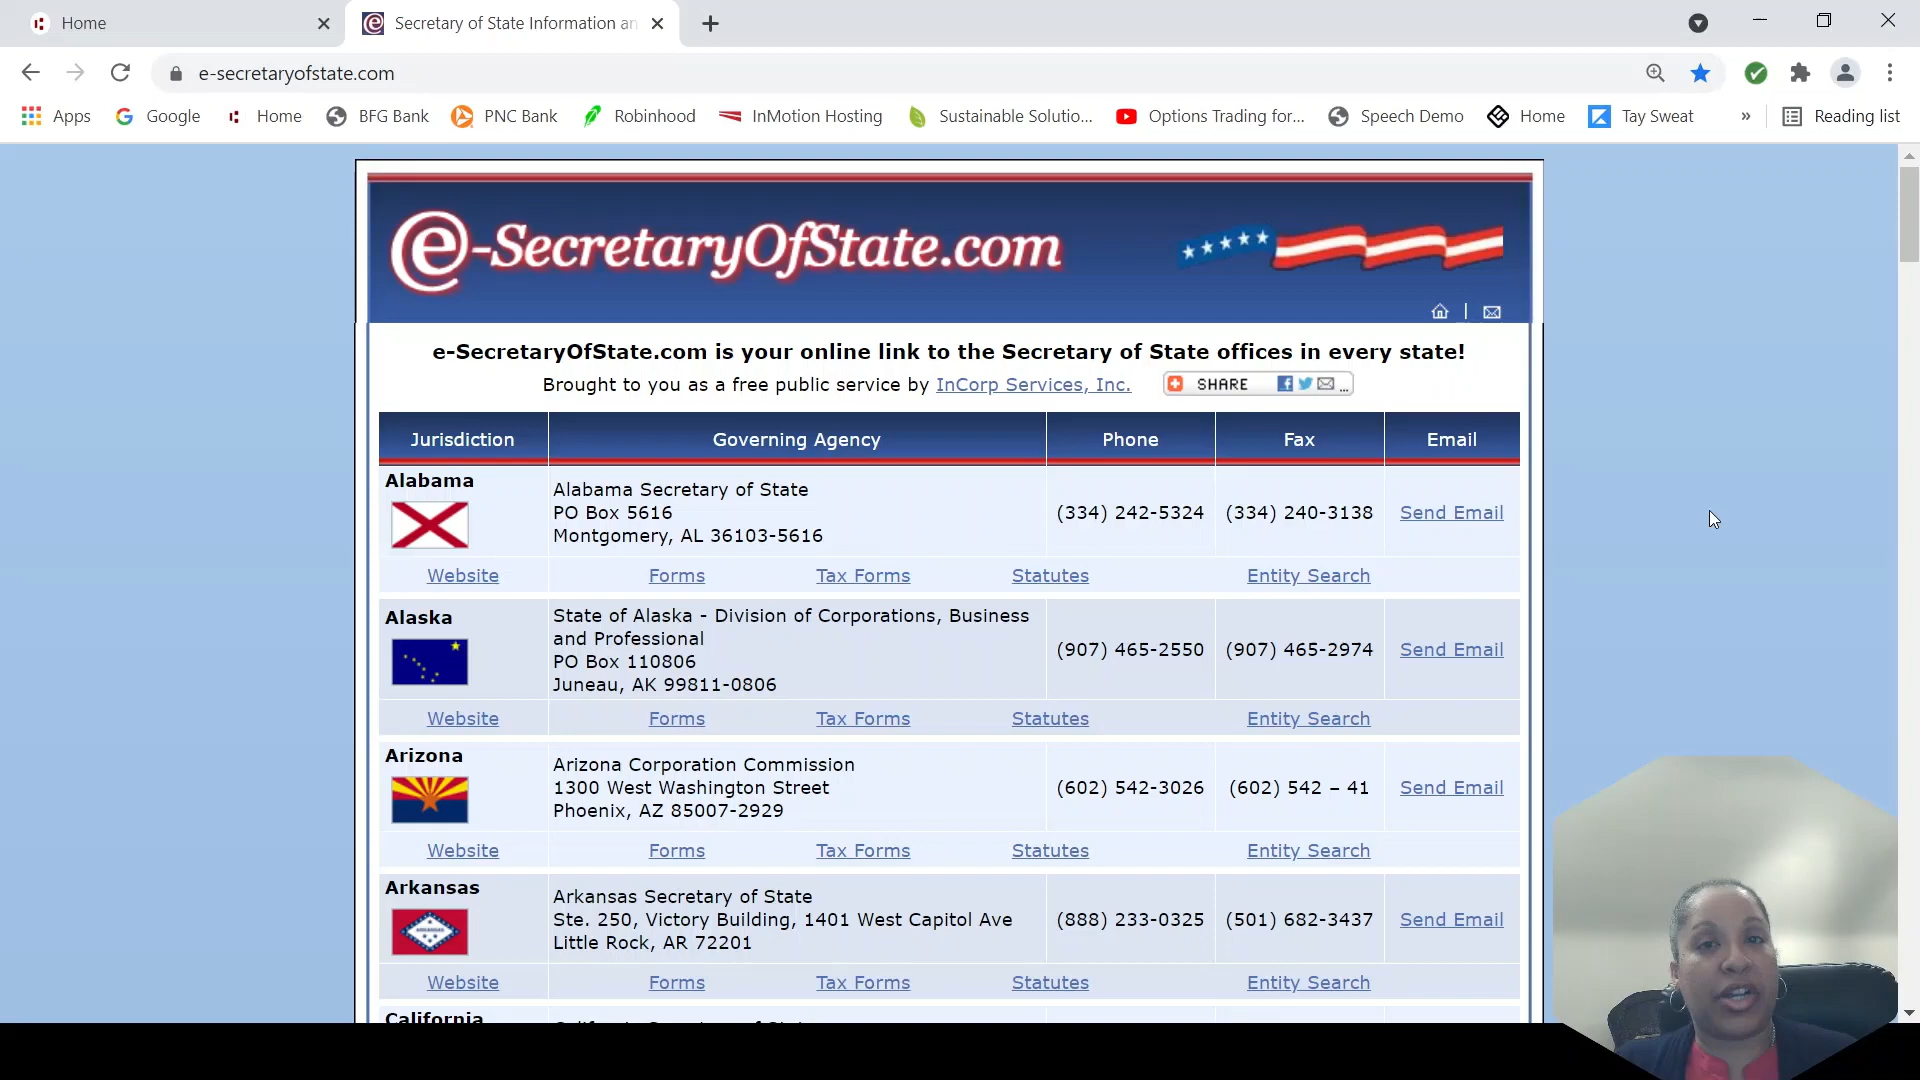 Home
Secretary of State Information an
e-secretaryofstate.com
Apps
Google
Home
BFG Bank
PNC Bank
Robinhood
InMotion Hosting
Sustainable Solutio...
Options Trading for...
Speech Demo
Home
Tay Sweat
»
Reading list
e-SecretaryOfState.com
e-SecretaryOfState.com is your online link to the Secretary of State offices in every state!
Brought to you as a free public service by InCorp Services, Inc.
SHARE ...
Jurisdiction Governing Agency Phone Fax Email
Alabama
Alabama Secretary of State
PO Box 5616
Montgomery, AL 36103-5616
(334) 242-5324 (334) 240-3138 Send Email
Website Forms Tax Forms Statutes Entity Search
Alaska
State of Alaska - Division of Corporations, Business
and Professional
PO Box 110806
Juneau, AK 99811-0806
(907) 465-2550 (907) 465-2974 Send Email
Website Forms Tax Forms Statutes Entity Search
Arizona
Arizona Corporation Commission
1300 West Washington Street
Phoenix, AZ 85007-2929
(602) 542-3026 (602) 542 – 41 Send Email
Website Forms Tax Forms Statutes Entity Search
Arkansas
Arkansas Secretary of State
Ste. 250, Victory Building, 1401 West Capitol Ave
Little Rock, AR 72201
(888) 233-0325 (501) 682-3437 Send Email
Website Forms Tax Forms Statutes Entity Search
California